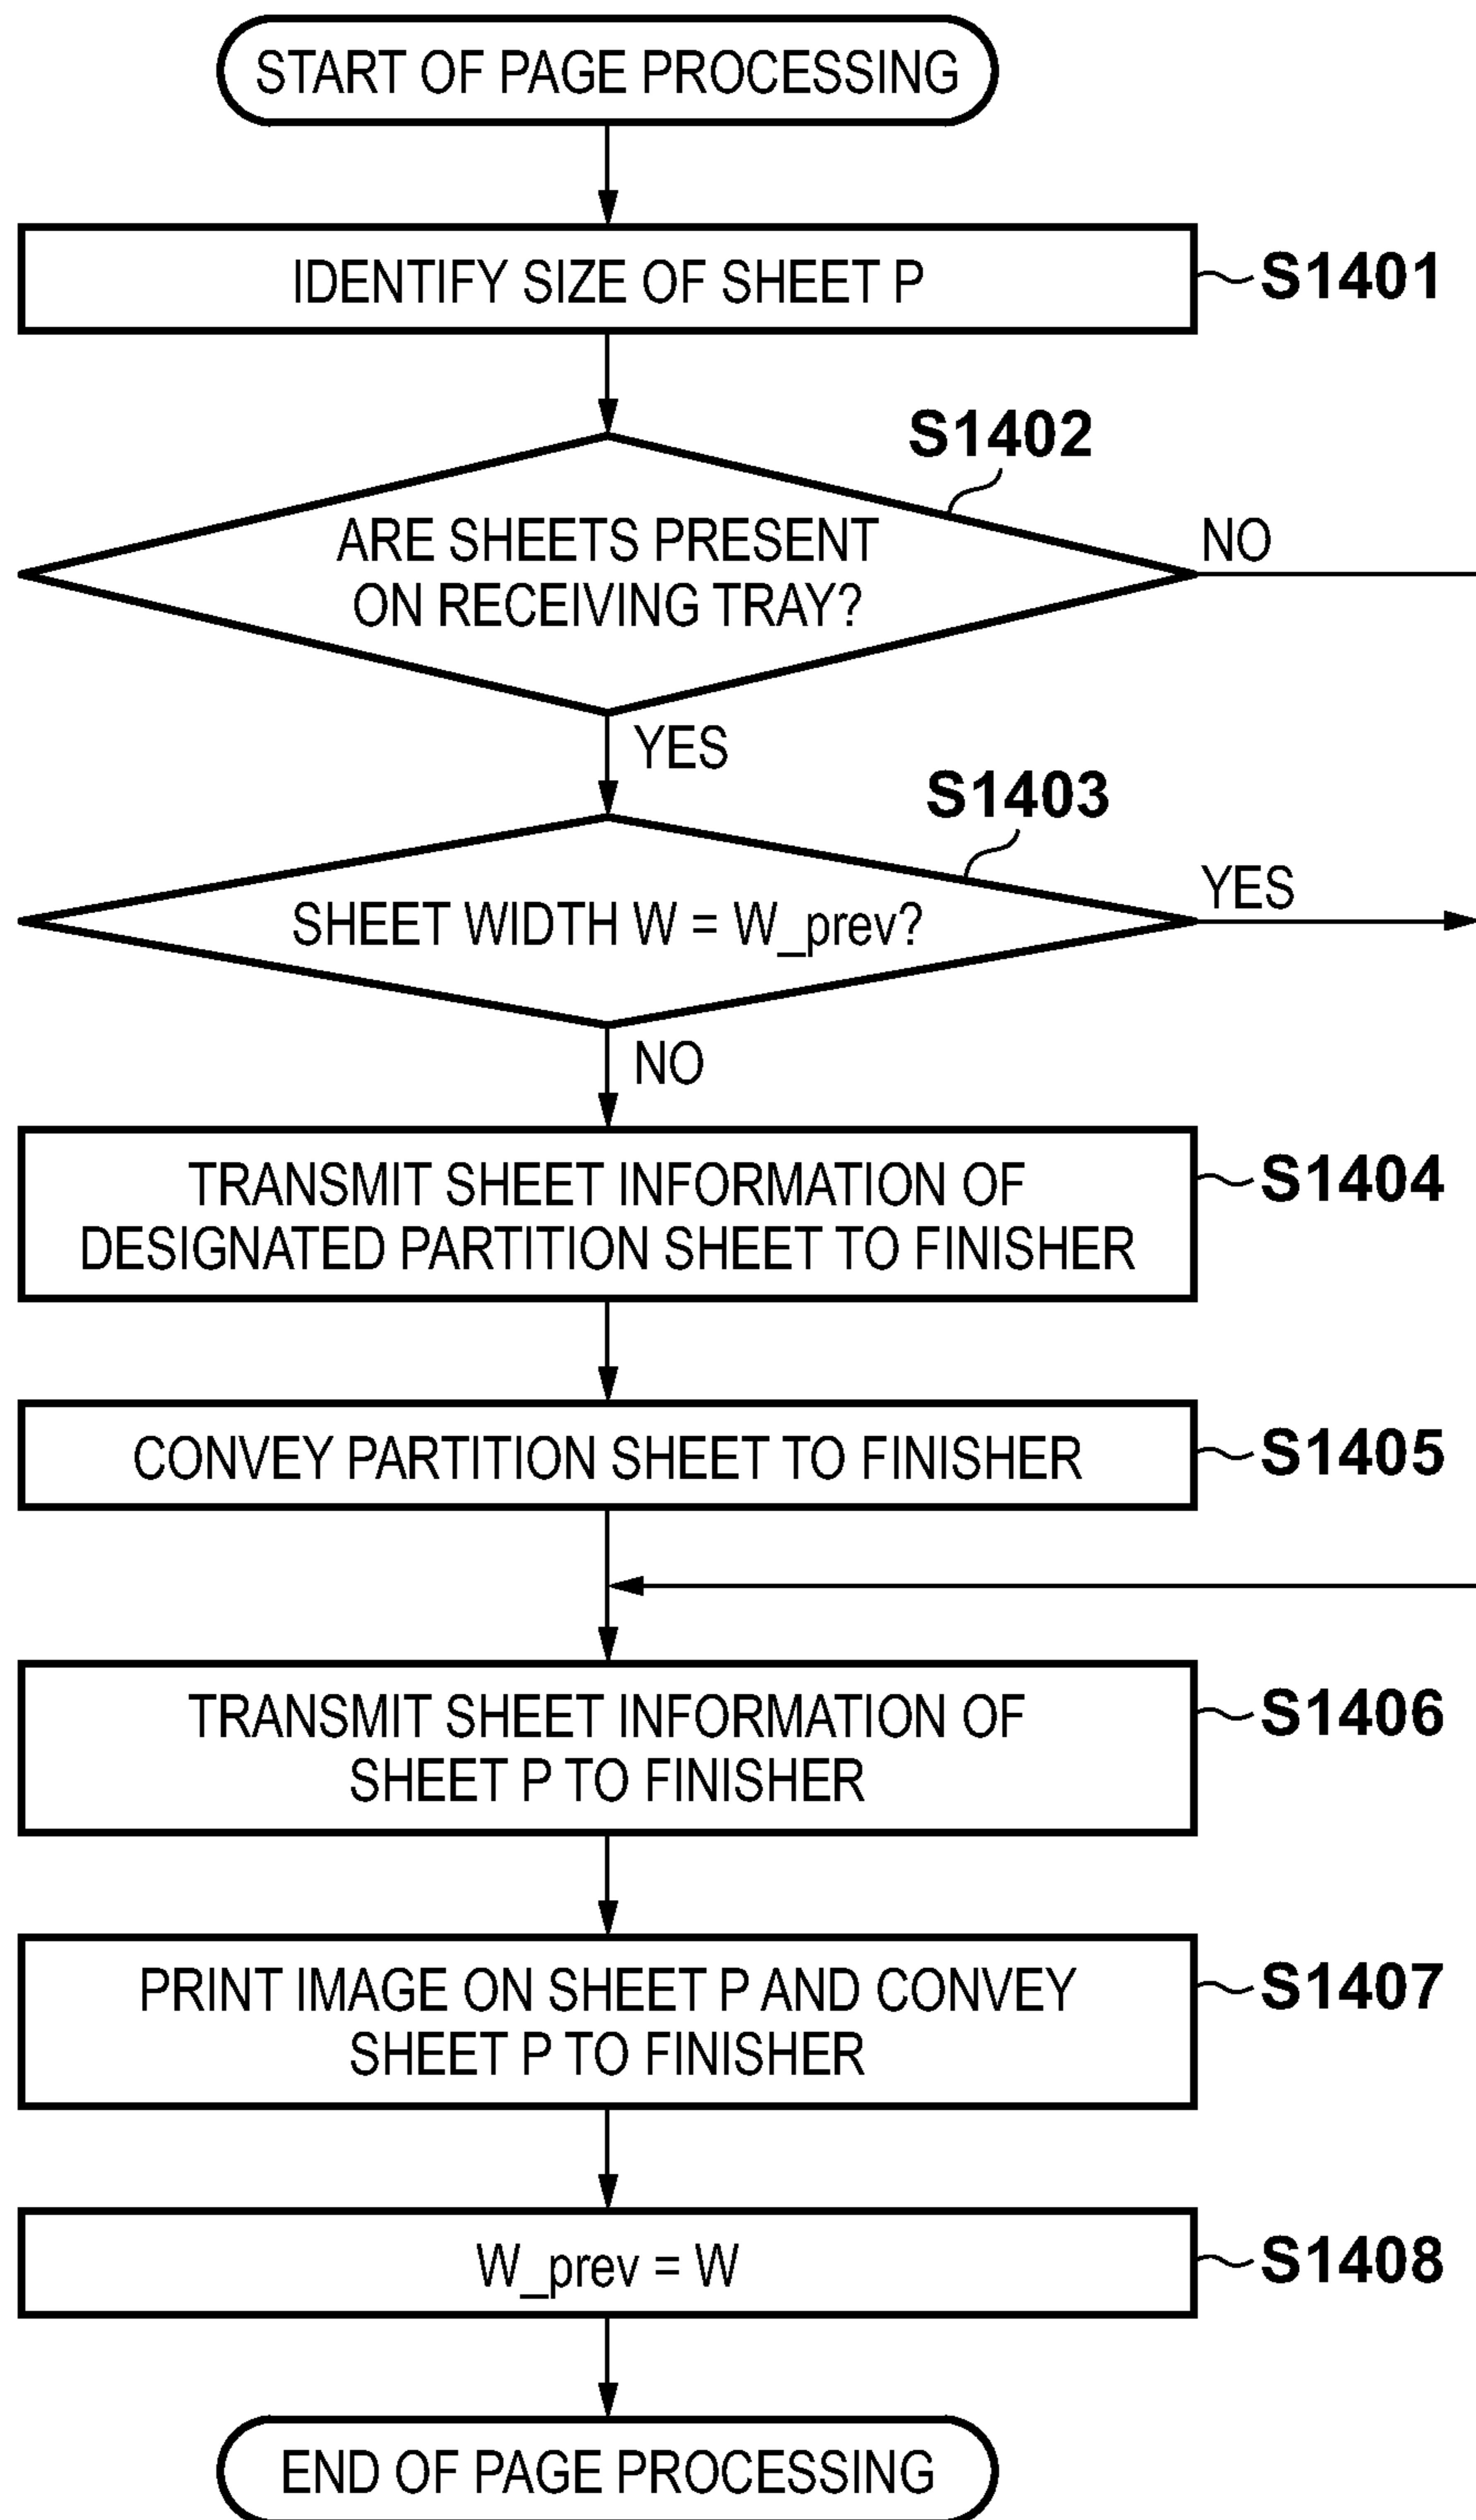 START OF PAGE PROCESSING
IDENTIFY SIZE OF SHEET P
S1401
S1402
ARE SHEETS PRESENT
ON RECEIVING TRAY?
NO
YES
S1403
SHEET WIDTH W = W_prev?
YES
NO
TRANSMIT SHEET INFORMATION OF
DESIGNATED PARTITION SHEET TO FINISHER
S1404
CONVEY PARTITION SHEET TO FINISHER
S1405
TRANSMIT SHEET INFORMATION OF
SHEET P TO FINISHER
S1406
PRINT IMAGE ON SHEET P AND CONVEY
SHEET P TO FINISHER
S1407
W_prev = W
S1408
END OF PAGE PROCESSING